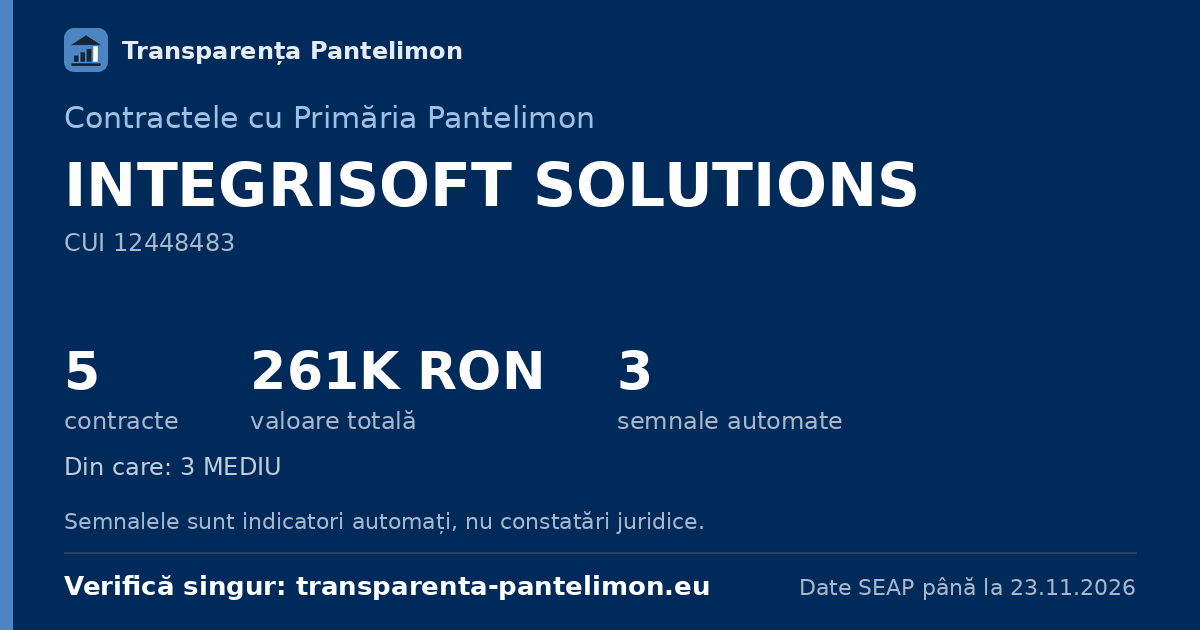 Transparența Pantelimon
Contractele cu Primăria Pantelimon
INTEGRISOFT SOLUTIONS
CUI 12448483
5 261K RON 3
contracte valoare totală semnale automate
Din care: 3 MEDIU
Semnalele sunt indicatori automați, nu constatări juridice.
Verifică singur: transparenta-pantelimon.eu Date SEAP până la 23.11.2026